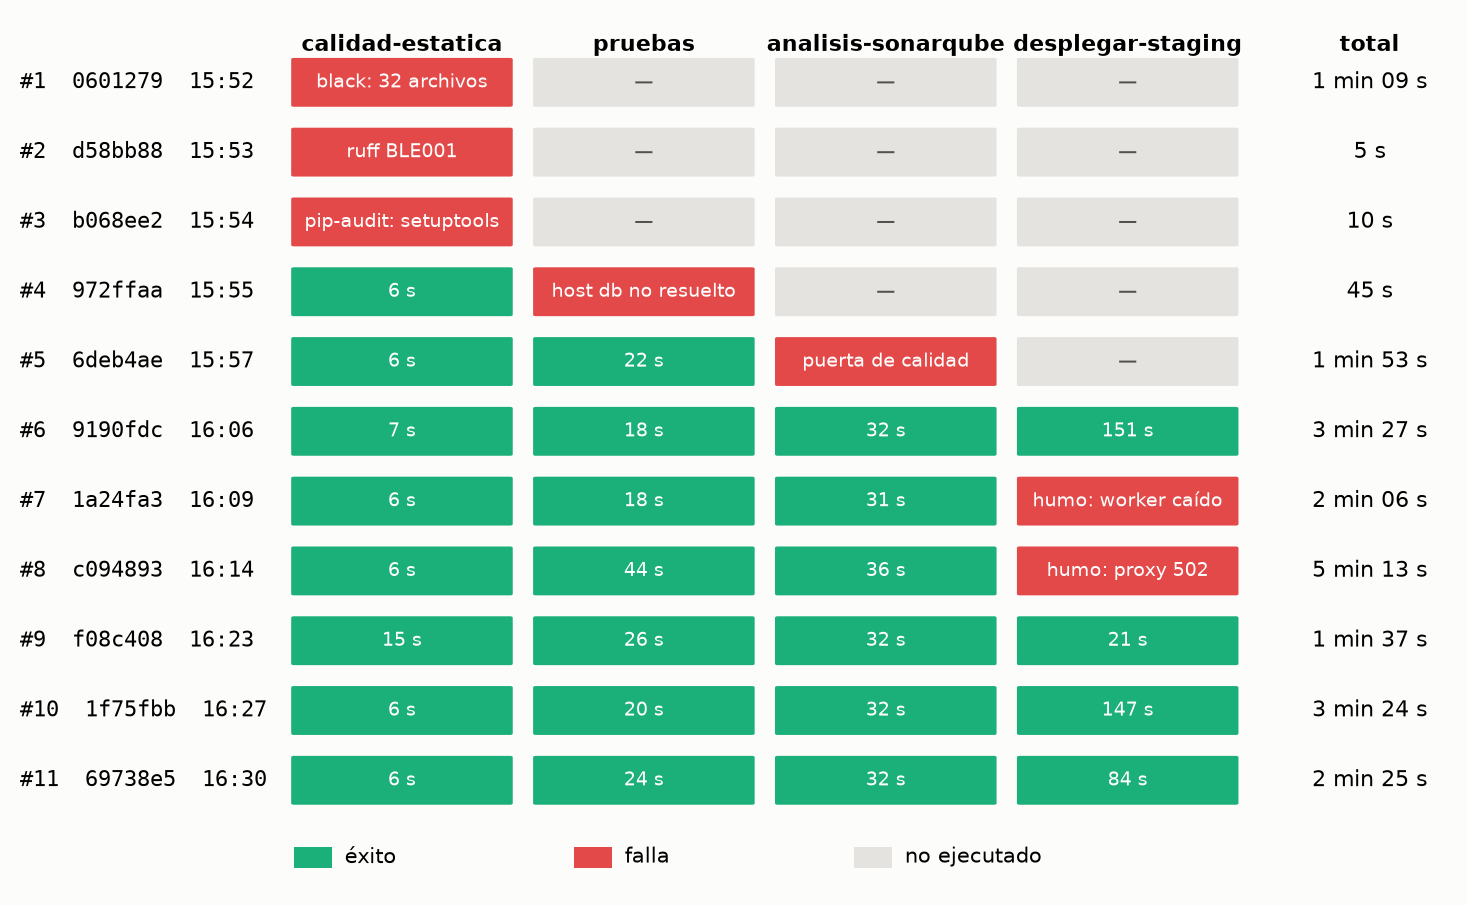 calidad-estatica pruebas analisis-sonarqube desplegar-staging total
#1 0601279 15:52 black: 32 archivos — — — 1 min 09 s
#2 d58bb88 15:53 ruff BLE001 — — — 5 s
#3 b068ee2 15:54 pip-audit: setuptools — — — 10 s
#4 972ffaa 15:55 6 s host db no resuelto — — 45 s
#5 6deb4ae 15:57 6 s 22 s puerta de calidad — 1 min 53 s
#6 9190fdc 16:06 7 s 18 s 32 s 151 s 3 min 27 s
#7 1a24fa3 16:09 6 s 18 s 31 s humo: worker caído 2 min 06 s
#8 c094893 16:14 6 s 44 s 36 s humo: proxy 502 5 min 13 s
#9 f08c408 16:23 15 s 26 s 32 s 21 s 1 min 37 s
#10 1f75fbb 16:27 6 s 20 s 32 s 147 s 3 min 24 s
#11 69738e5 16:30 6 s 24 s 32 s 84 s 2 min 25 s
éxito falla no ejecutado